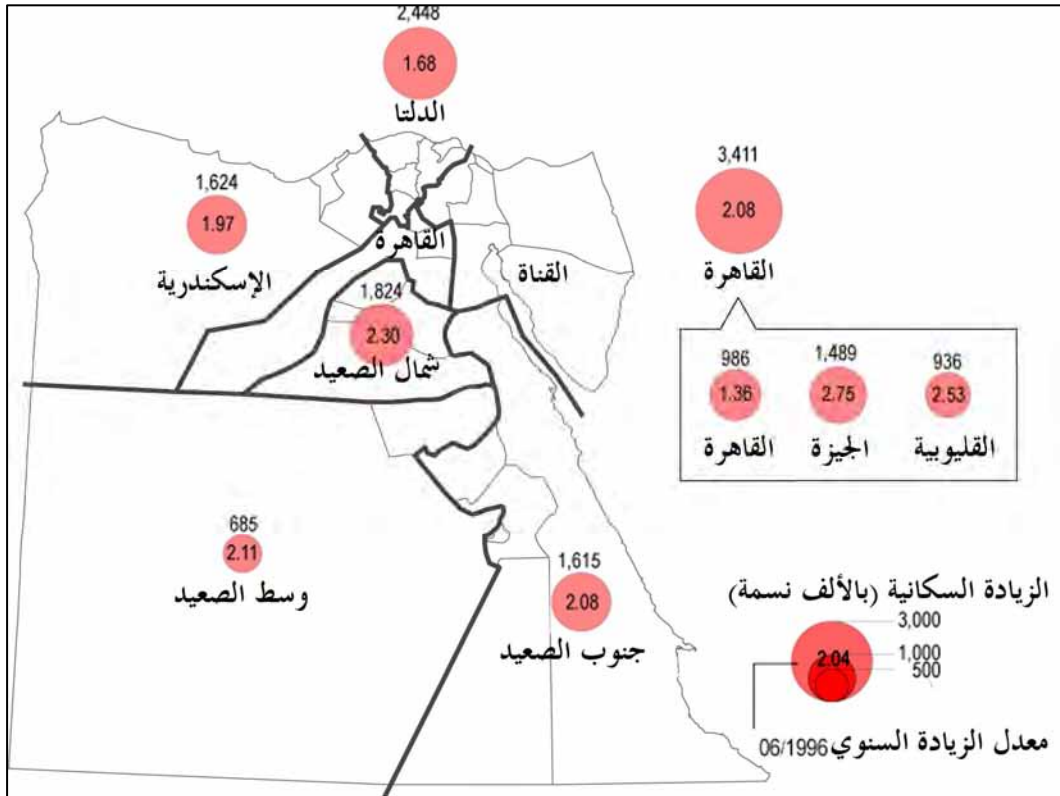 2,448
1.68
الدلتا
3,411
2.08
القاهرة
1,624
1.97
الإسكندرية
القاهرة
القناة
1,824
2.30
شمال الصعيد
986
1.36
القاهرة
1,489
2.75
الجيزة
936
2.53
القليوبية
685
2.11
وسط الصعيد
1,615
2.08
جنوب الصعيد
الزيادة السكانية (بالألف نسمة)
3,000
2.04
1,000
500
معدل الزيادة السنوي 06/1996